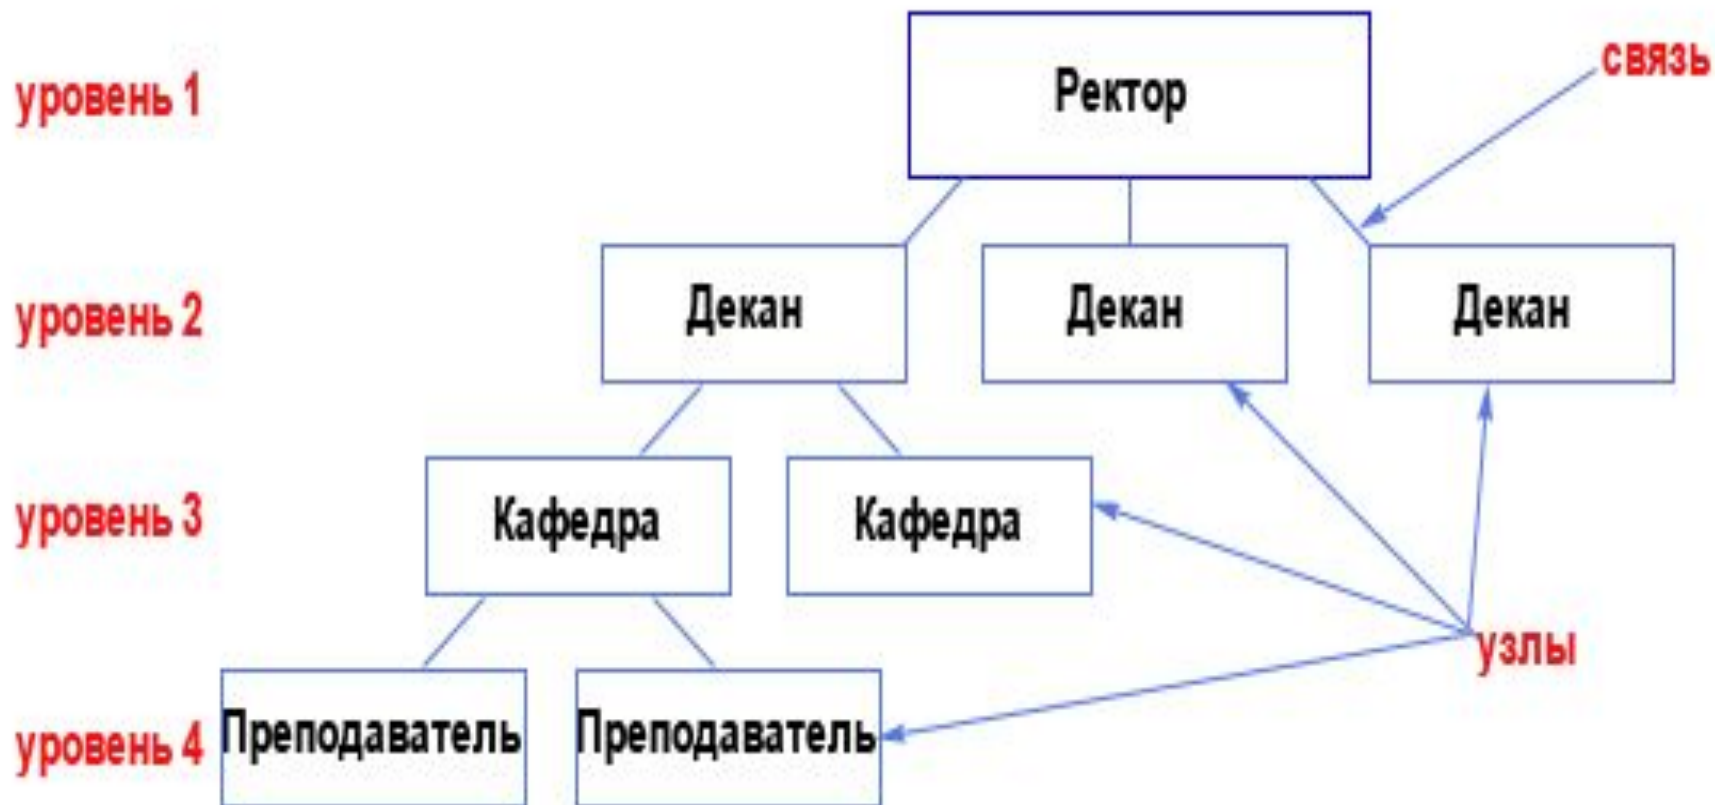 связь
уровень 1
Ректор
уровень 2
Декан
Декан
Декан
уровень 3
Кафедра
Кафедра
узлы
уровень 4
Преподаватель
Преподаватель